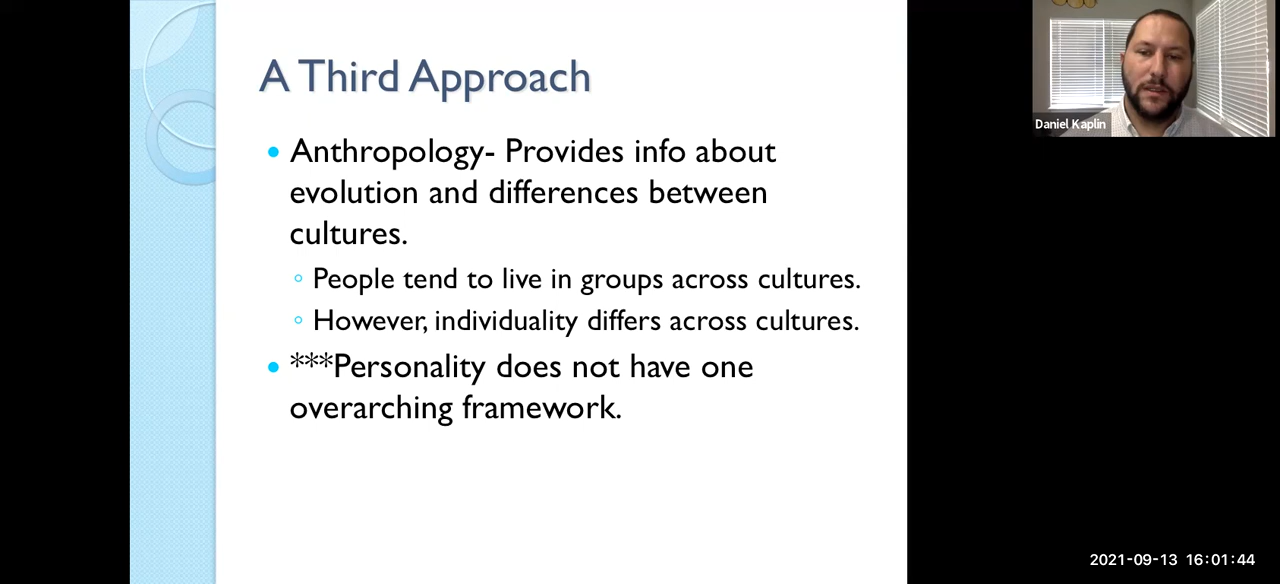 A Third Approach
Anthropology- Provides info about
evolution and differences between
cultures.
People tend to live in groups across cultures.
However, individuality differs across cultures.
***Personality does not have one
overarching framework.
Daniel Kaplin
2021-09-13 16:01:44